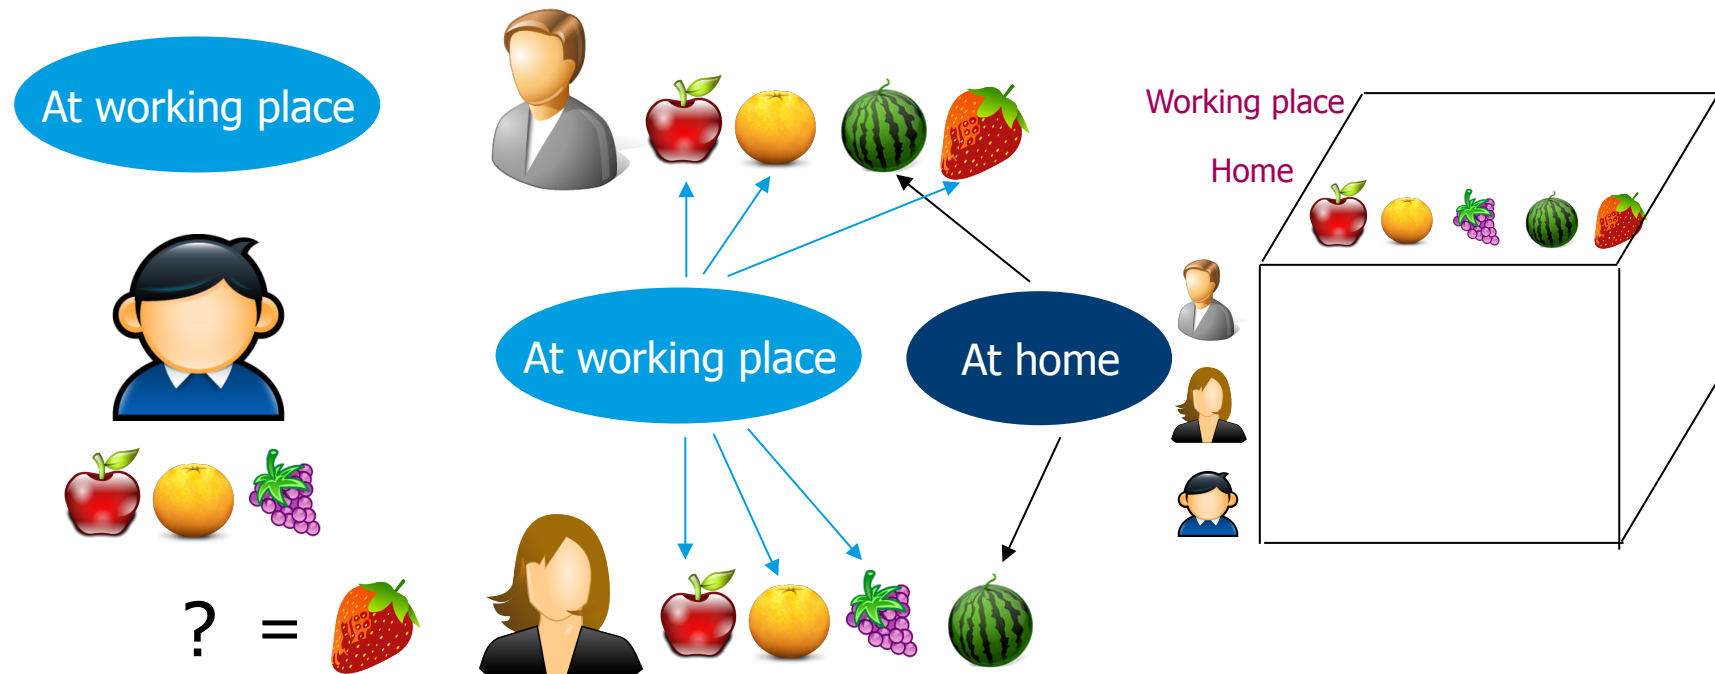 At working place
? =
At working place
At home
Working place
Home